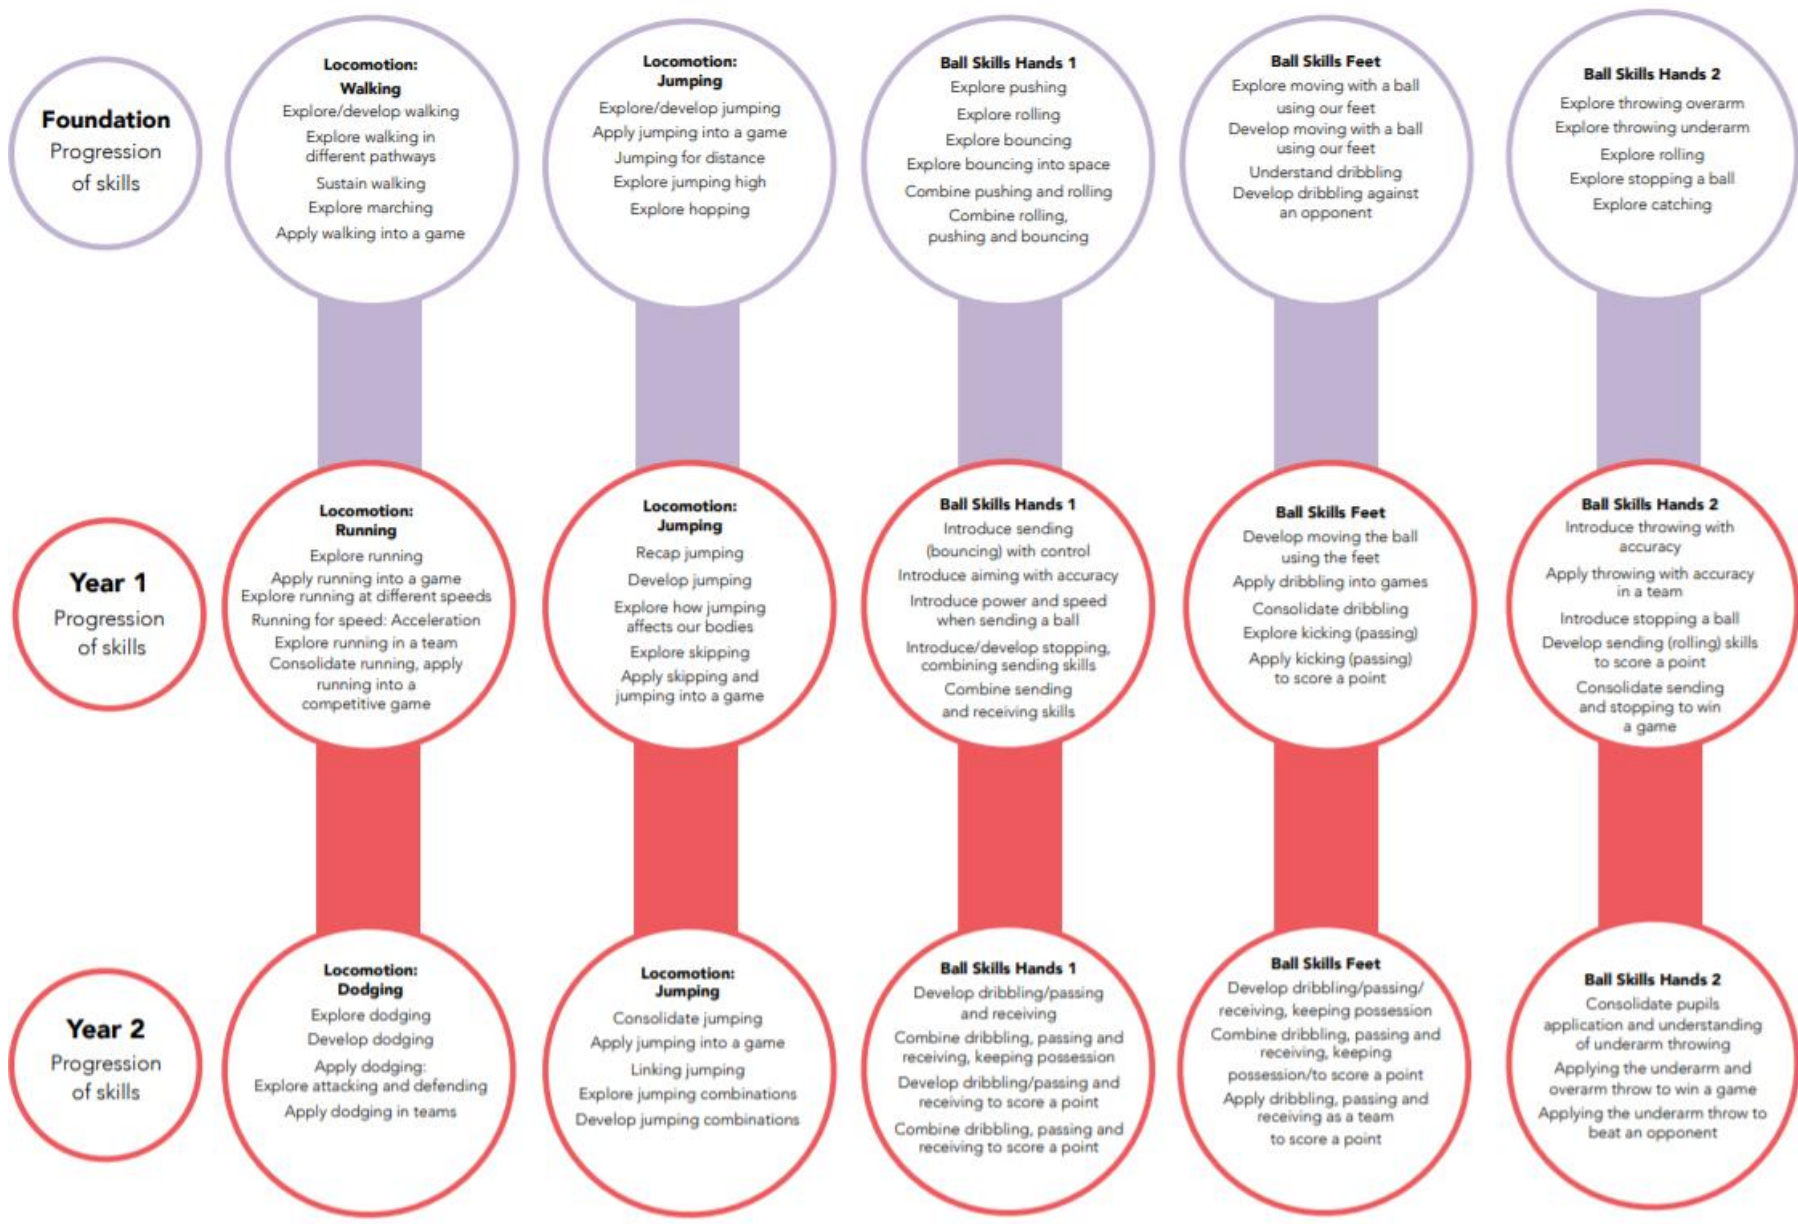 Foundation
Progression
of skills
Locomotion:
Walking
Explore/develop walking
Explore walking in
different pathways
Sustain walking
Explore marching
Apply walking into a game
Locomotion:
Jumping
Explore/develop jumping
Apply jumping into a game
Jumping for distance
Explore jumping high
Explore hopping
Ball Skills Hands 1
Explore pushing
Explore rolling
Explore bouncing
Explore bouncing into space
Combine pushing and rolling
Combine rolling,
pushing and bouncing
Ball Skills Feet
Explore moving with a ball
using our feet
Develop moving with a ball
using our feet
Understand dribbling
Develop dribbling against
an opponent
Ball Skills Hands 2
Explore throwing overarm
Explore throwing underarm
Explore rolling
Explore stopping a ball
Explore catching
Year 1
Progression
of skills
Locomotion:
Running
Explore running
Apply running into a game
Explore running at different speeds
Running for speed: Acceleration
Explore running in a team
Consolidate running, apply
running into a
competitive game
Locomotion:
Jumping
Recap jumping
Develop jumping
Explore how jumping
affects our bodies
Explore skipping
Apply skipping and
jumping into a game
Ball Skills Hands 1
Introduce sending
(bouncing) with control
Introduce aiming with accuracy
Introduce power and speed
when sending a ball
Introduce/develop stopping,
combining sending skills
Combine sending
and receiving skills
Ball Skills Feet
Develop moving the ball
using the feet
Apply dribbling into games
Consolidate dribbling
Explore kicking (passing)
Apply kicking (passing)
to score a point
Ball Skills Hands 2
Introduce throwing with
accuracy
Apply throwing with accuracy
in a team
Introduce stopping a ball
Develop sending (rolling) skills
to score a point
Consolidate sending
and stopping to win
a game
Year 2
Progression
of skills
Locomotion:
Dodging
Explore dodging
Develop dodging
Apply dodging:
Explore attacking and defending
Apply dodging in teams
Locomotion:
Jumping
Consolidate jumping
Apply jumping into a game
Linking jumping
Explore jumping combinations
Develop jumping combinations
Ball Skills Hands 1
Develop dribbling/passing
and receiving
Combine dribbling, passing and
receiving, keeping possession
Develop dribbling/passing and
receiving to score a point
Combine dribbling, passing and
receiving to score a point
Ball Skills Feet
Develop dribbling/passing/
receiving, keeping possession
Combine dribbling, passing and
receiving, keeping
possession/to score a point
Apply dribbling, passing and
receiving as a team
to score a point
Ball Skills Hands 2
Consolidate pupils
application and understanding
of underarm throwing
Applying the underarm and
overarm throw to win a game
Applying the underarm throw to
beat an opponent